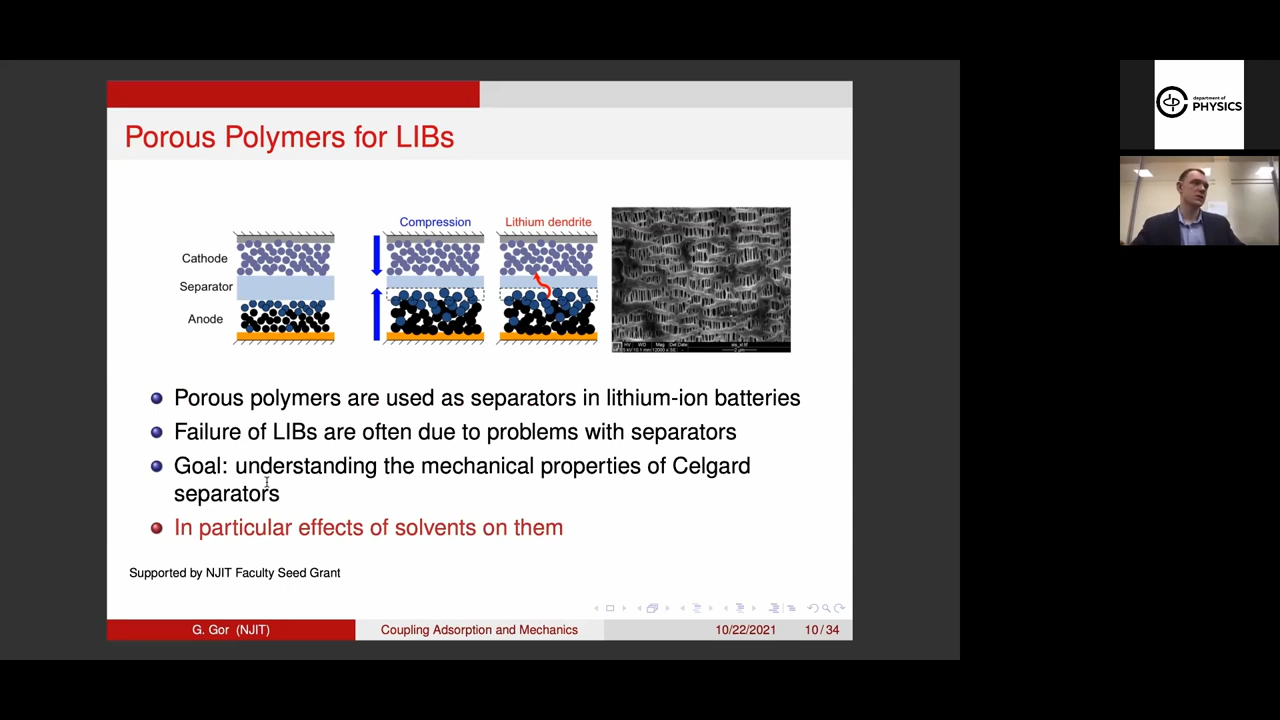 Porous Polymers for LIBs
Compression
Lithium dendrite
Cathode
Separator
Anode
Porous polymers are used as separators in lithium-ion batteries
Failure of LIBs are often due to problems with separators
Goal: understanding the mechanical properties of Celgard
separators
In particular effects of solvents on them
Supported by NJIT Faculty Seed Grant
G. Gor (NJIT)
Coupling Adsorption and Mechanics
10/22/2021
10/34
department of
PHYSICS